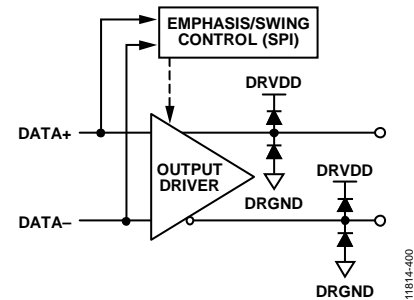 EMPHASIS/SWING
CONTROL (SPI)
DRVDD
DATA+
OUTPUT
DRIVER
DRVDD
DRGND
DATA–
DRGND
11814-400